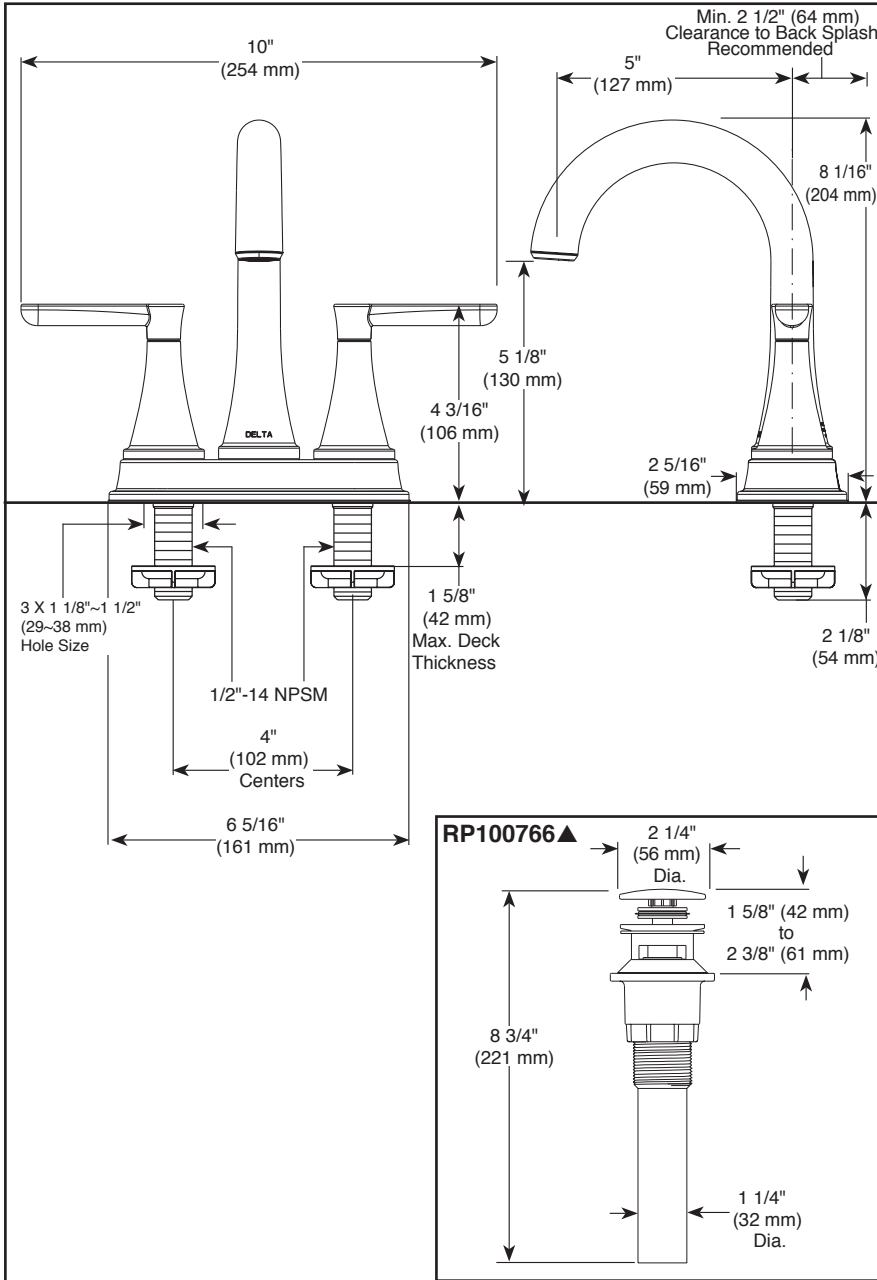 10"
(254 mm)
Min. 2 1/2" (64 mm)
Clearance to Back Splash
Recommended
5"
(127 mm)
8 1/16"
(204 mm)
5 1/8"
(130 mm)
4 3/16"
(106 mm)
DELTA
2 5/16"
(59 mm)
3 X 1 1/8"~1 1/2"
(29~38 mm)
Hole Size
1 5/8"
(42 mm)
Max. Deck
Thickness
2 1/8"
(54 mm)
1/2"-14 NPSM
4"
(102 mm)
Centers
6 5/16"
(161 mm)
RP100766▲
2 1/4"
(56 mm)
Dia.
1 5/8" (42 mm)
to
2 3/8" (61 mm)
8 3/4"
(221 mm)
1 1/4"
(32 mm)
Dia.